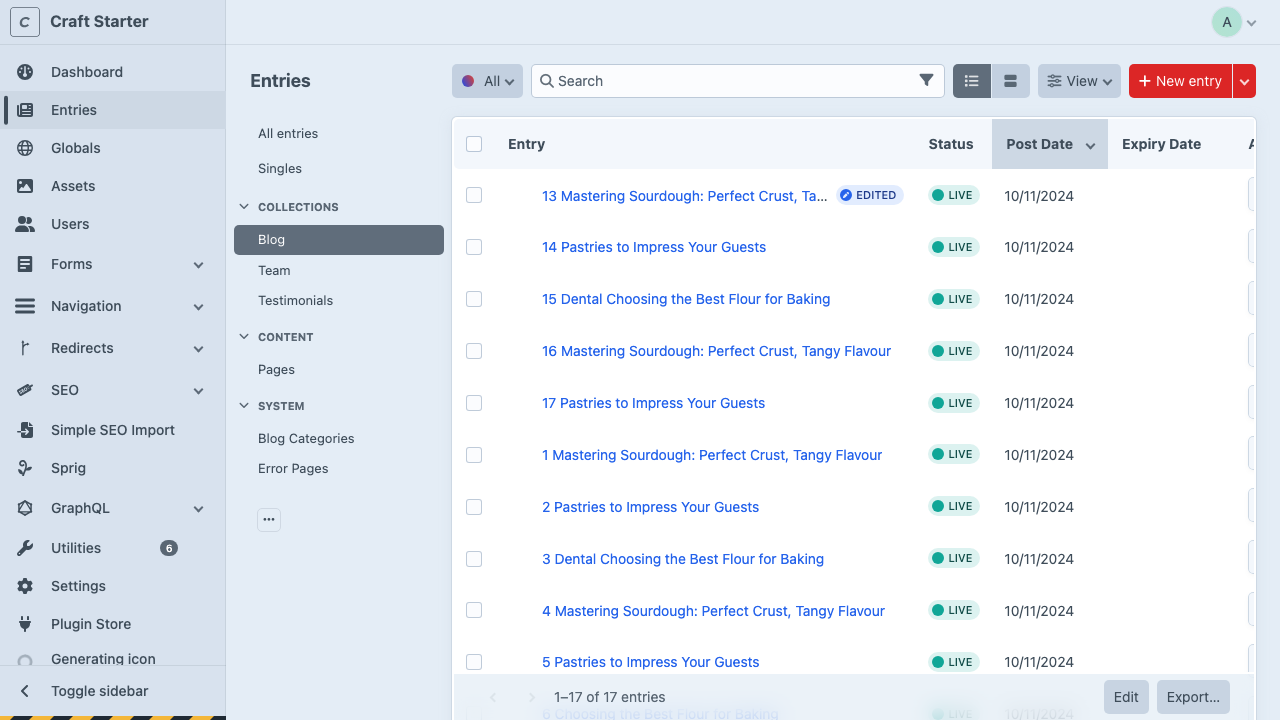 C Craft Starter
A
Dashboard
Entries
Globals
Assets
Users
Forms
Navigation
Redirects
SEO
Simple SEO Import
Sprig
GraphQL
Utilities 6
Settings
Plugin Store
Generating icon
Toggle sidebar
Entries
All entries
Singles
COLLECTIONS
Blog
Team
Testimonials
CONTENT
Pages
SYSTEM
Blog Categories
Error Pages
All Search View New entry
Entry Status Post Date Expiry Date
13 Mastering Sourdough: Perfect Crust, Ta... EDITED LIVE 10/11/2024
14 Pastries to Impress Your Guests LIVE 10/11/2024
15 Dental Choosing the Best Flour for Baking LIVE 10/11/2024
16 Mastering Sourdough: Perfect Crust, Tangy Flavour LIVE 10/11/2024
17 Pastries to Impress Your Guests LIVE 10/11/2024
1 Mastering Sourdough: Perfect Crust, Tangy Flavour LIVE 10/11/2024
2 Pastries to Impress Your Guests LIVE 10/11/2024
3 Dental Choosing the Best Flour for Baking LIVE 10/11/2024
4 Mastering Sourdough: Perfect Crust, Tangy Flavour LIVE 10/11/2024
5 Pastries to Impress Your Guests LIVE 10/11/2024
1–17 of 17 entries Edit Export...
6 Choosing the Best Flour for Baking LIVE 10/11/2024